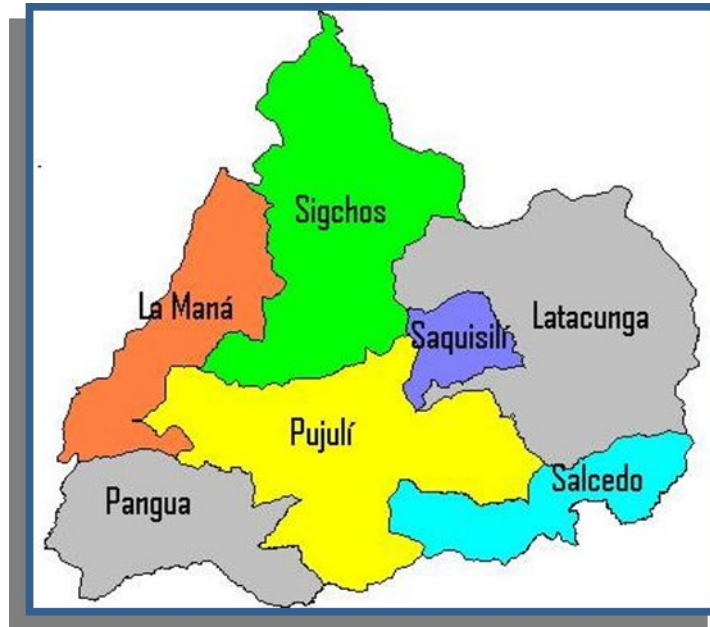 Sigchos
La Maná
Saquisilí
Latacunga
Pujulí
Salcedo
Pangua